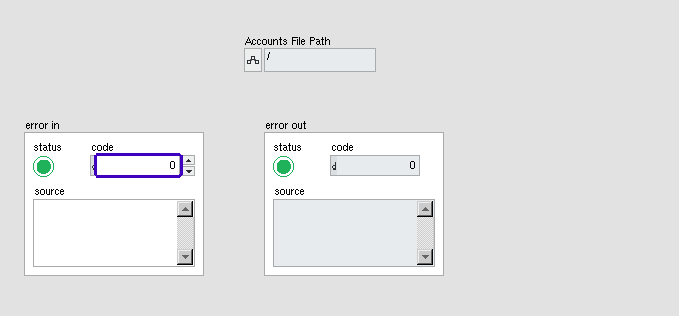 Accounts File Path
/
error in
status
code
d
0
source
error out
status
code
d
0
source